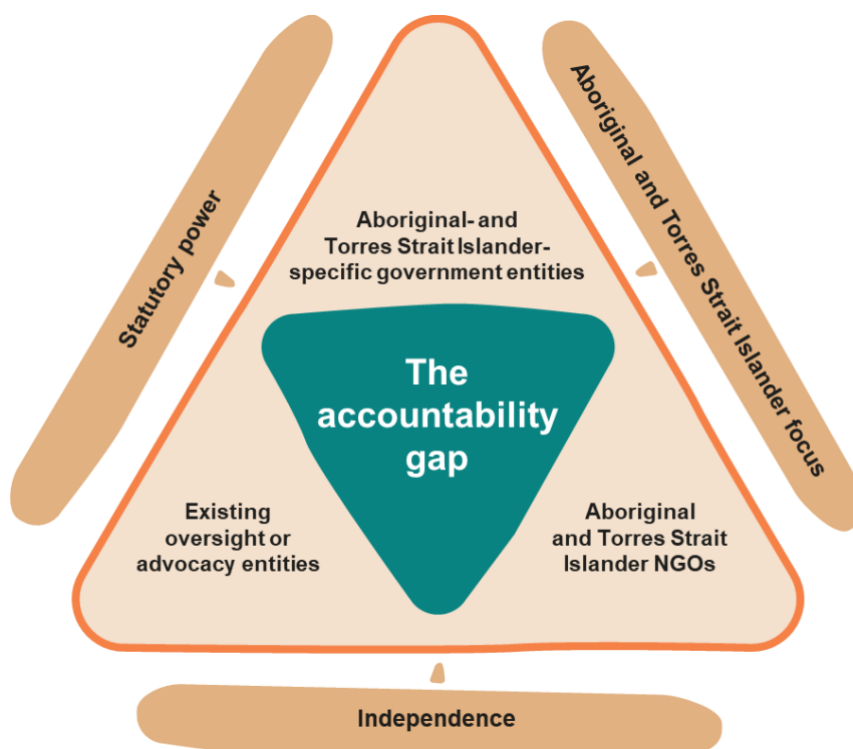 Statutory power
Aboriginal and Torres Strait Islander focus
Aboriginal- and
Torres Strait Islander-
specific government entities
The
accountability
gap
Existing
oversight or
advocacy entities
Aboriginal
and Torres Strait
Islander NGOs
Independence